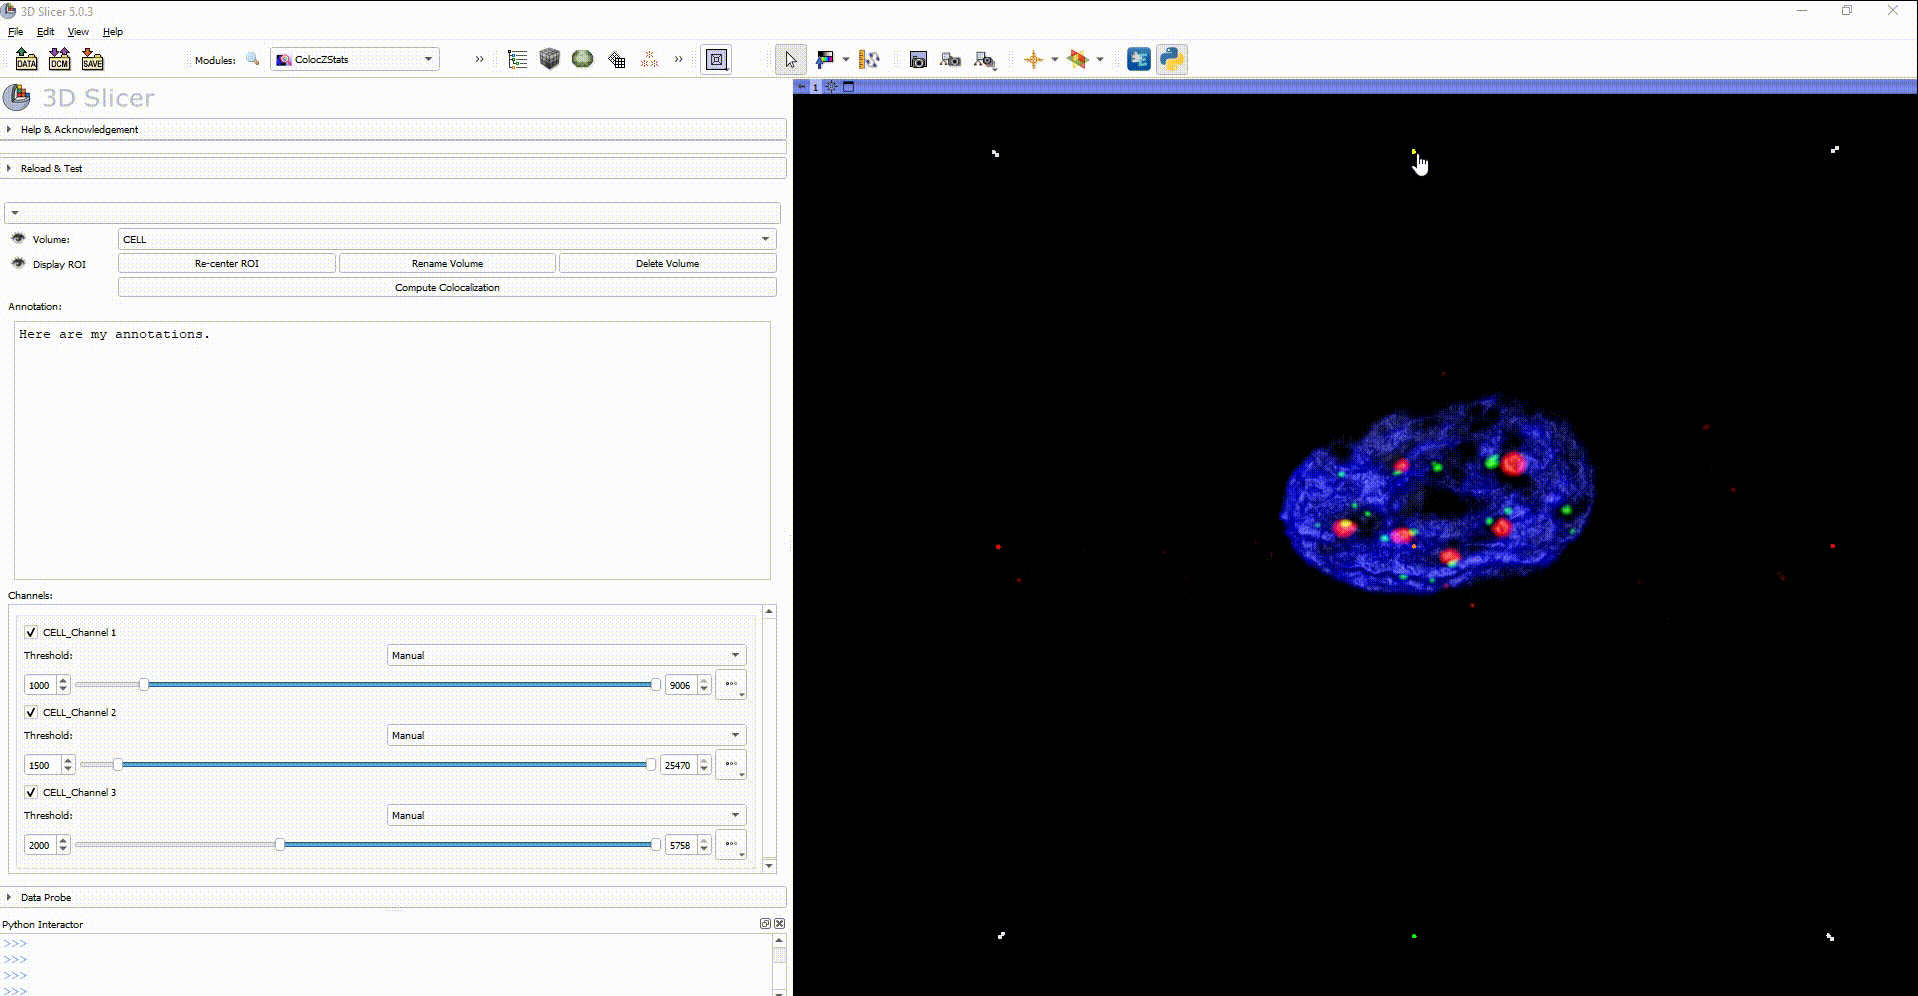 3D Slicer 5.0.3
File Edit View Help
DATA DCM SAVE Modules: ColocZStats
3D Slicer
1
Help & Acknowledgement
Reload & Test
Volume: CELL
Display ROI Re-center ROI Rename Volume Delete Volume
Compute Colocalization
Annotation:
Here are my annotations.
Channels:
CELL_Channel 1
Threshold: Manual
1000 9006
CELL_Channel 2
Threshold: Manual
1500 25470
CELL_Channel 3
Threshold: Manual
2000 5758
Data Probe
Python Interactor
>>>
>>>
>>>
>>>